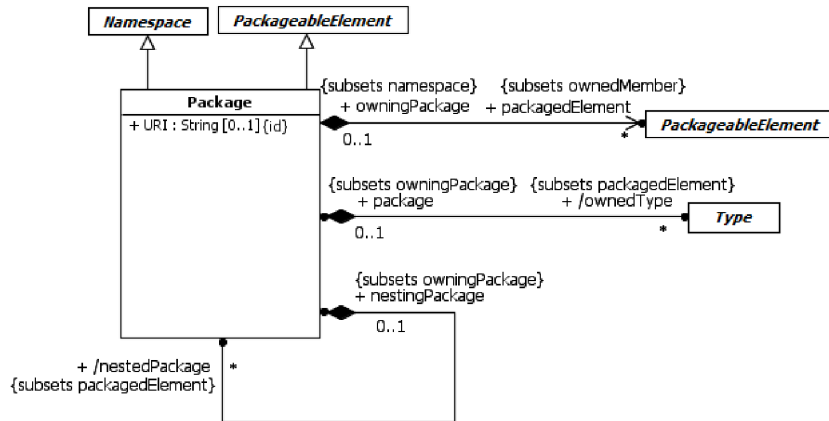 Namespace
PackageableElement
Package
+ URI : String [0..1] {id}
{subsets namespace}
+ owningPackage
0..1
{subsets ownedMember}
+ packagedElement
*
PackageableElement
{subsets owningPackage}
+ package
0..1
{subsets packagedElement}
+ /ownedType
*
Type
{subsets owningPackage}
+ nestingPackage
0..1
+ /nestedPackage
*
{subsets packagedElement}